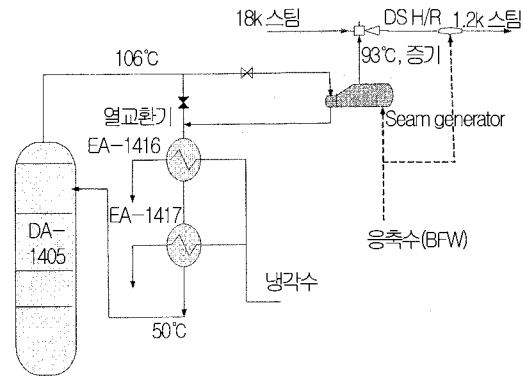 18k 스팀
DS H/R
1.2k 스팀
106℃
93℃, 증기
열교환기
Seam generator
EA-1416
EA-1417
DA-
1405
응축수(BFW)
냉각수
50℃